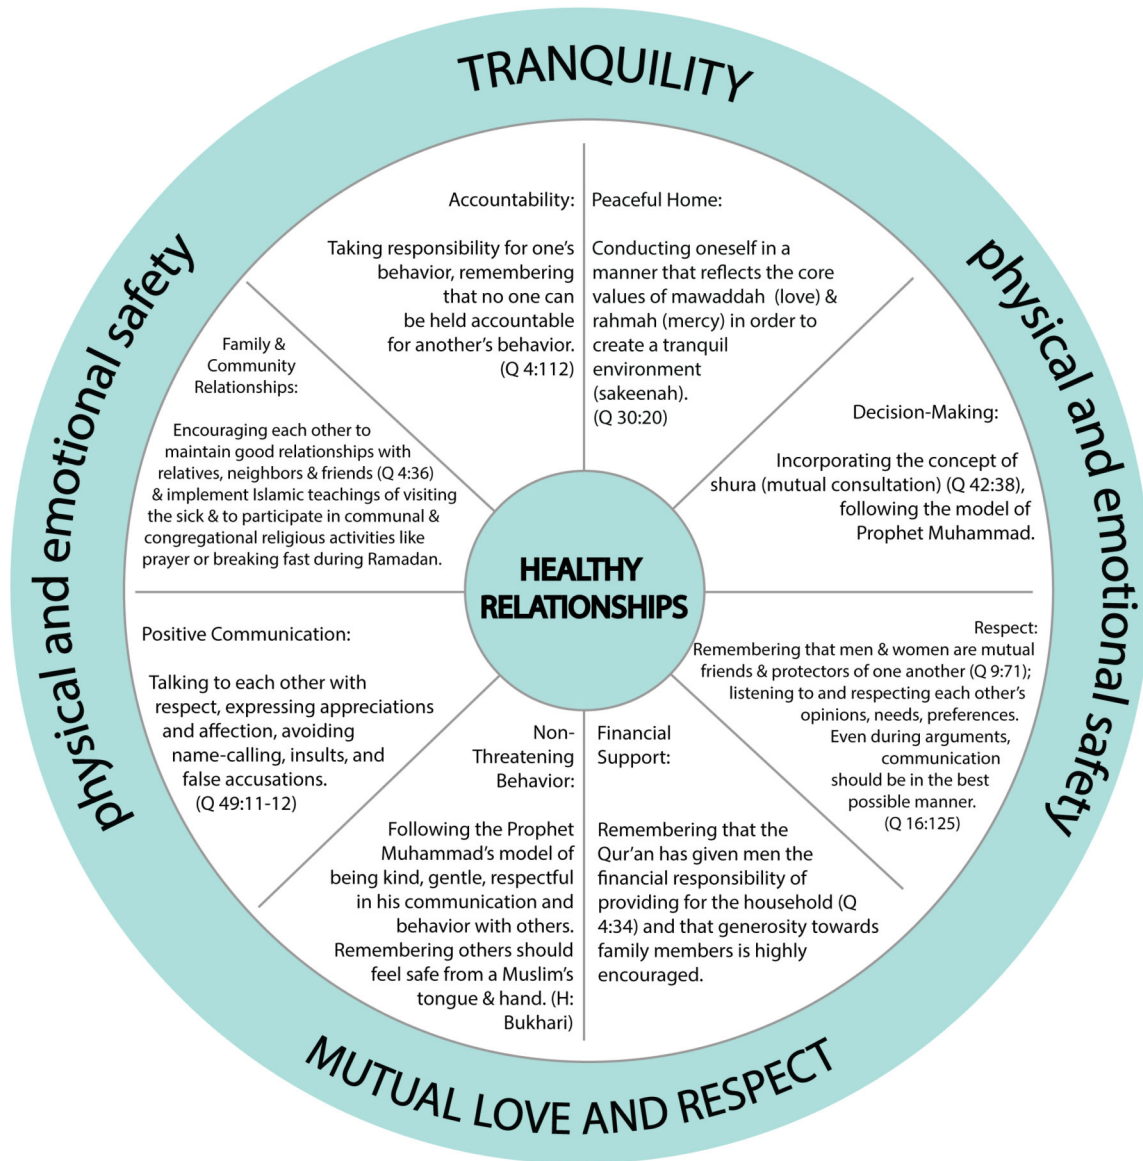 TRANQUILITY
physical and emotional safety
physical and emotional safety
MUTUAL LOVE AND RESPECT
HEALTHY
RELATIONSHIPS
Accountability:
Taking responsibility for one’s
behavior, remembering
that no one can
be held accountable
for another’s behavior.
(Q 4:112)
Peaceful Home:
Conducting oneself in a
manner that reflects the core
values of mawaddah (love) &
rahmah (mercy) in order to
create a tranquil
environment
(sakeenah).
(Q 30:20)
Decision-Making:
Incorporating the concept of
shura (mutual consultation) (Q 42:38),
following the model of
Prophet Muhammad.
Respect:
Remembering that men & women are mutual
friends & protectors of one another (Q 9:71);
listening to and respecting each other’s
opinions, needs, preferences.
Even during arguments,
communication
should be in the best
possible manner.
(Q 16:125)
Financial
Support:
Remembering that the
Qur’an has given men the
financial responsibility of
providing for the household (Q
4:34) and that generosity towards
family members is highly
encouraged.
Non-
Threatening
Behavior:
Following the Prophet
Muhammad’s model of
being kind, gentle, respectful
in his communication and
behavior with others.
Remembering others should
feel safe from a Muslim’s
tongue & hand. (H:
Bukhari)
Positive Communication:
Talking to each other with
respect, expressing appreciations
and affection, avoiding
name-calling, insults, and
false accusations.
(Q 49:11-12)
Family &
Community
Relationships:
Encouraging each other to
maintain good relationships with
relatives, neighbors & friends (Q 4:36)
& implement Islamic teachings of visiting
the sick & to participate in communal &
congregational religious activities like
prayer or breaking fast during Ramadan.